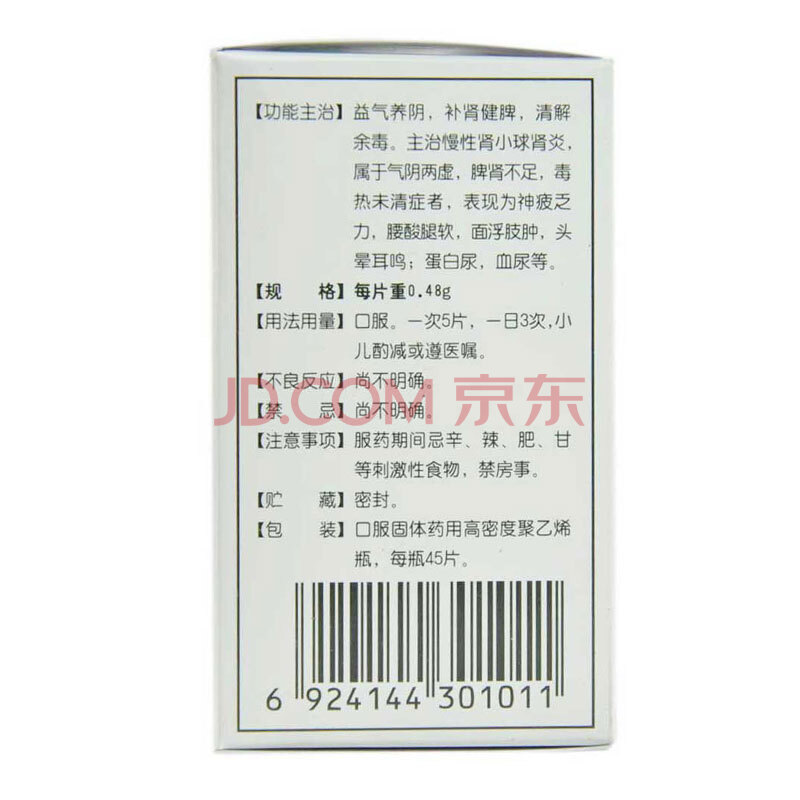 【功能主治】益气养阴，补肾健脾，清解
余毒。主治慢性肾小球肾炎，
属于气阴两虚，脾肾不足，毒
热未清症者，表现为神疲乏
力，腰酸腿软，面浮肢肿，头
晕耳鸣；蛋白尿，血尿等。
【规 格】每片重0.48g
【用法用量】口服。一次5片，一日3次,小
儿酌减或遵医嘱。
【不良反应】尚不明确。
JD.COM 京东
【禁 忌】尚不明确。
【注意事项】服药期间忌辛、辣、肥、甘
等刺激性食物，禁房事。
【贮 藏】密封。
【包 装】口服固体药用高密度聚乙烯
瓶，每瓶45片。
6 924144 301011